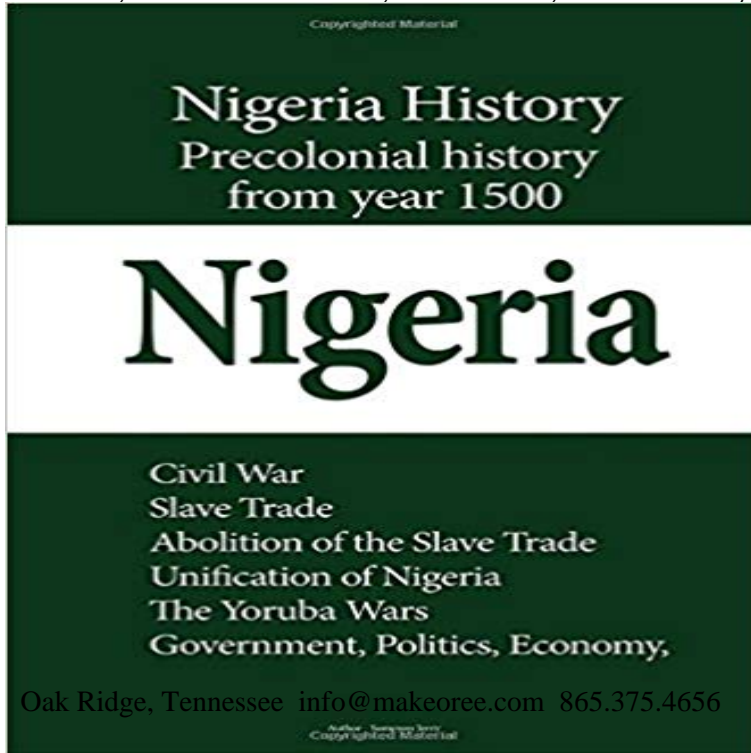 Copyrighted Material
Nigeria History
Precolonial history
from year 1500
Nigeria
Civil War
Slave Trade
Abolition of the Slave Trade
Unification of Nigeria
The Yoruba Wars
Government, Politics, Economy,
Oak Ridge, Tennessee info@makeoree.com 865.375.4656
Copyrighted Material